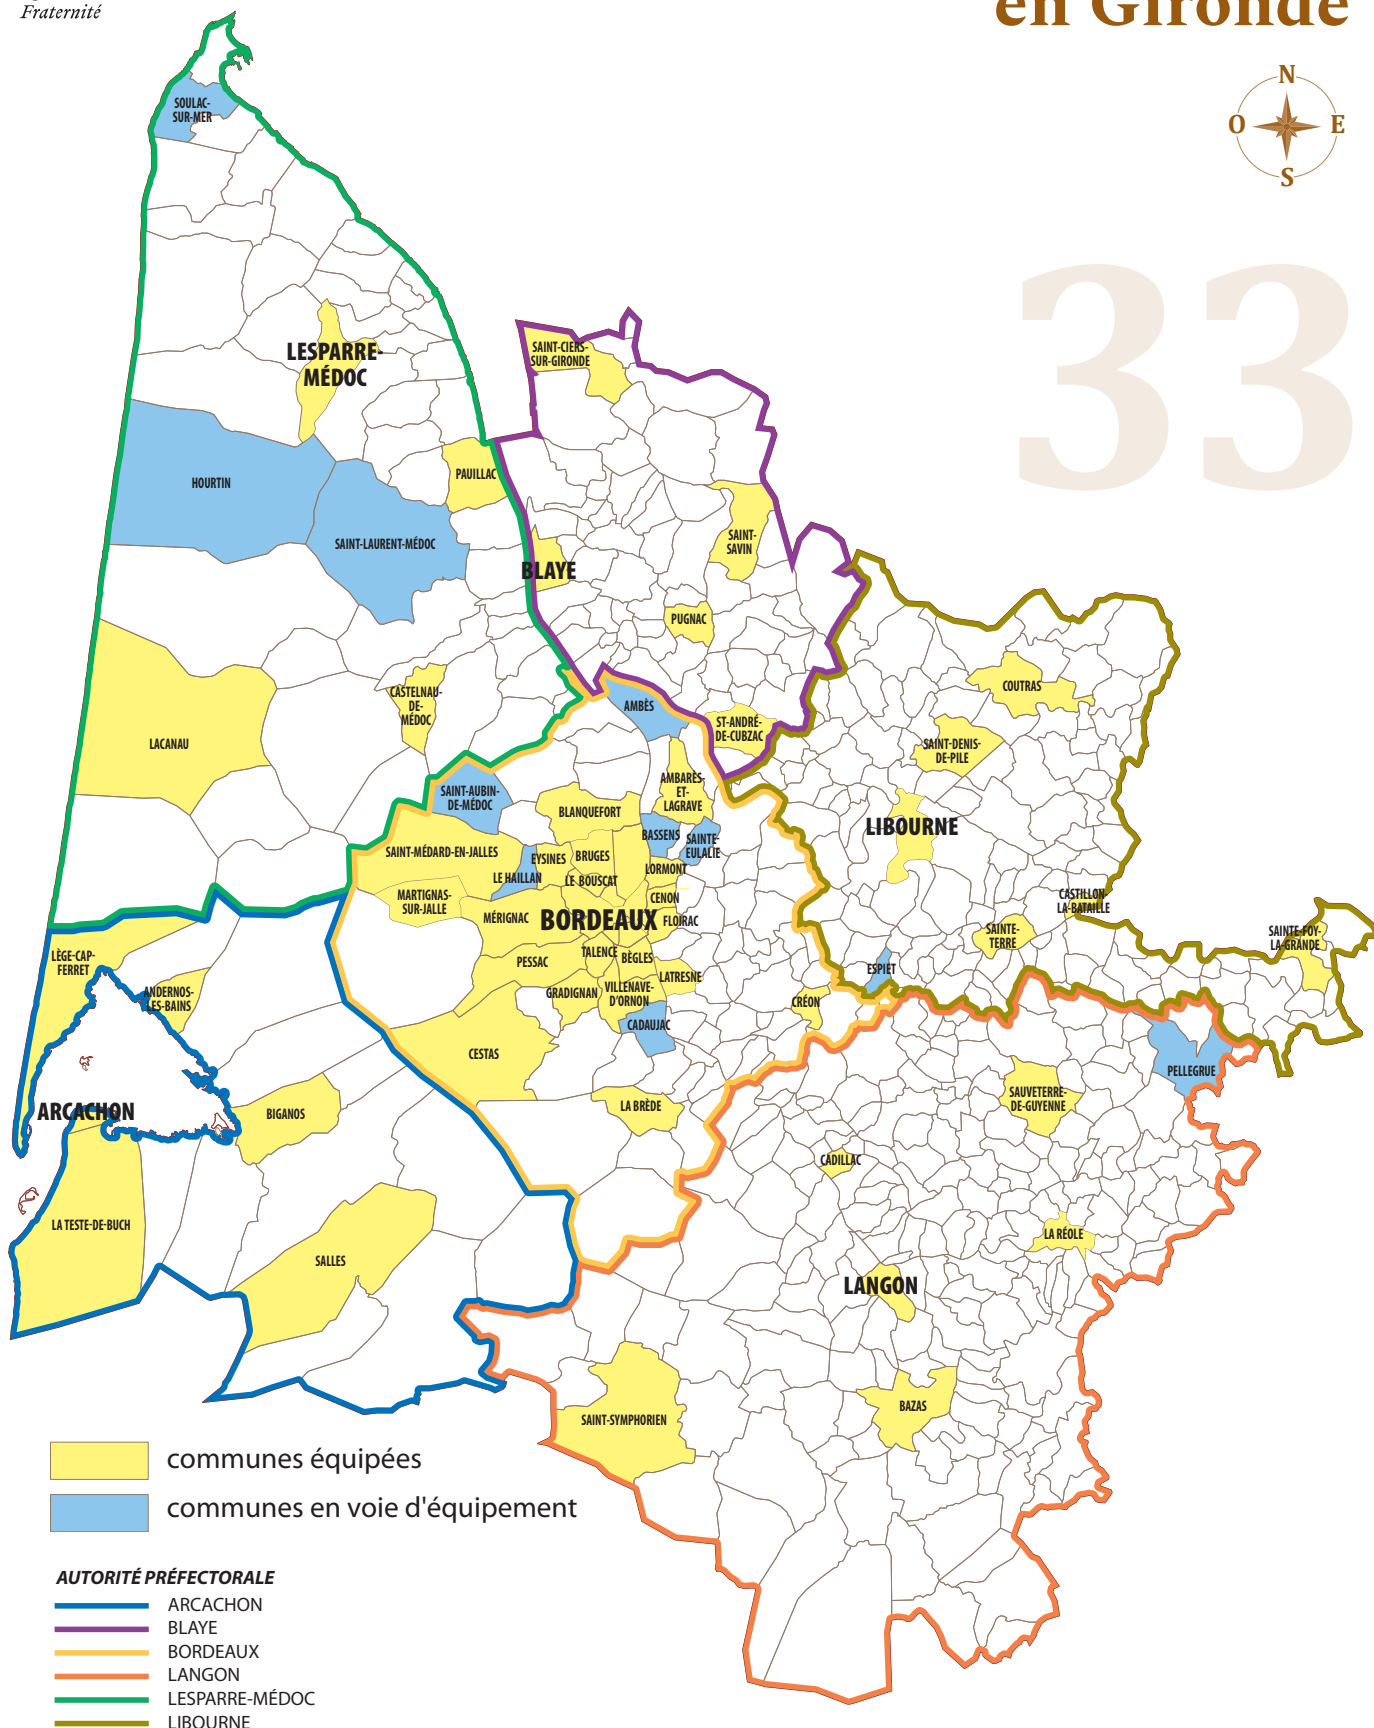 Fraternité
en Gironde
N
O
E
S
33
SOULAC-
SUR-MER
LESPARRE-
MÉDOC
SAINT-CIERS-
SUR-GIRONDE
HOURTIN
PAUILLAC
SAINT-LAURENT-MÉDOC
SAINT-
SAVIN
BLAYE
PUGNAC
COUTRAS
CASTELNAU-
DE-
MÉDOC
LACANAU
AMBÈS
ST-ANDRÉ-
DE-CUBZAC
SAINT-DENIS-
DE-PILE
SAINT-AUBIN-
DE-MÉDOC
AMBARÈS-
ET-
LAGRAVE
BLANQUEFORT
LIBOURNE
BASSENS
SAINTE-
EULALIE
SAINT-MÉDARD-EN-JALLES
EYSINES
BRUGES
LE HAILLAN
LE BOUSCAT
LORMONT
MARTIGNAS-
SUR-JALLE
CENON
CASTILLON-
LA-BATAILLE
MÉRIGNAC
BORDEAUX
FLOIRAC
SAINTE-
TERRE
SAINTE-FOY-
LA-GRANDE
LÈGE-CAP-
FERRET
PESSAC
TALENCE
BÈGLES
LATRESNE
ESPIET
ANDERNOS-
LES-BAINS
GRADIGNAN
VILLENAVE-
D'ORNON
CRÉON
CADAUJAC
CESTAS
PELLEGRUE
ARCACHON
BIGANOS
LA BRÈDE
SAUVETERRE-
DE-GUYENNE
CADILLAC
LA TESTE-DE-BUCH
LA RÉOLE
SALLES
LANGON
BAZAS
SAINT-SYMPHORIEN
communes équipées
communes en voie d'équipement
AUTORITÉ PRÉFECTORALE
ARCACHON
BLAYE
BORDEAUX
LANGON
LESPARRE-MÉDOC
LIBOURNE